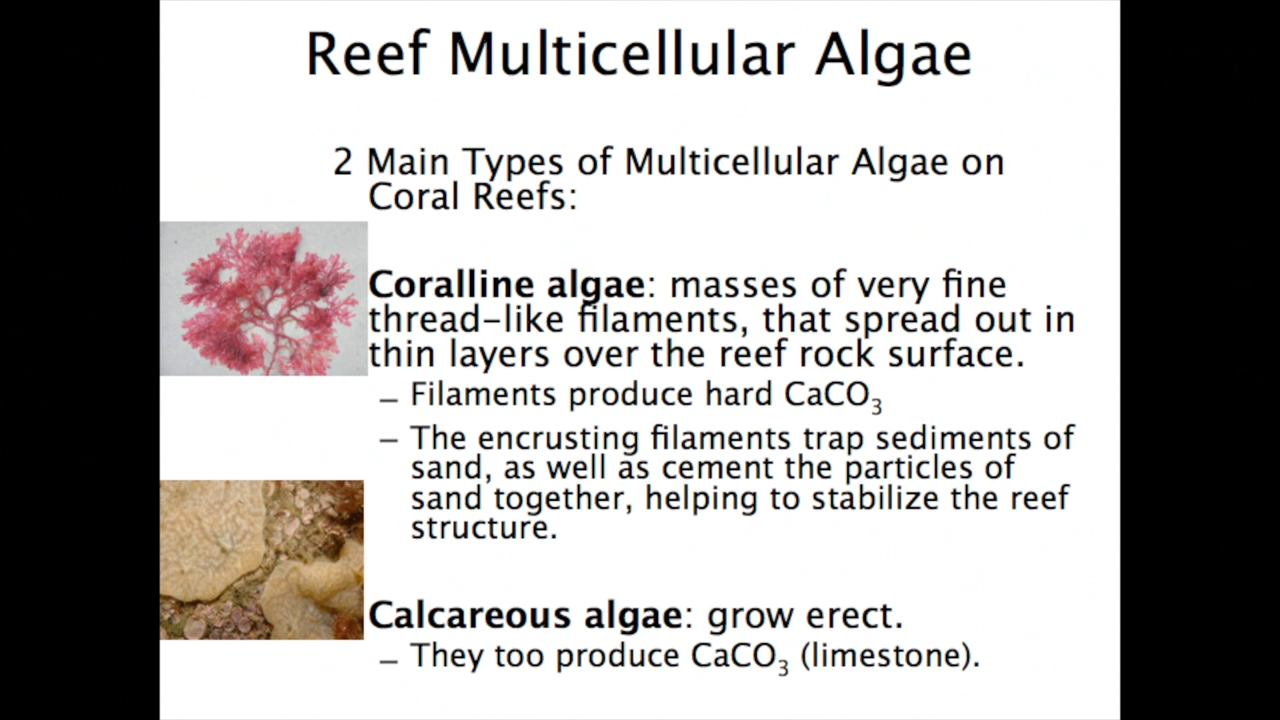 Reef Multicellular Algae
2 Main Types of Multicellular Algae on
Coral Reefs:
Coralline algae: masses of very fine
thread-like filaments, that spread out in
thin layers over the reef rock surface.
– Filaments produce hard CaCO₃
– The encrusting filaments trap sediments of
sand, as well as cement the particles of
sand together, helping to stabilize the reef
structure.
Calcareous algae: grow erect.
– They too produce CaCO₃ (limestone).